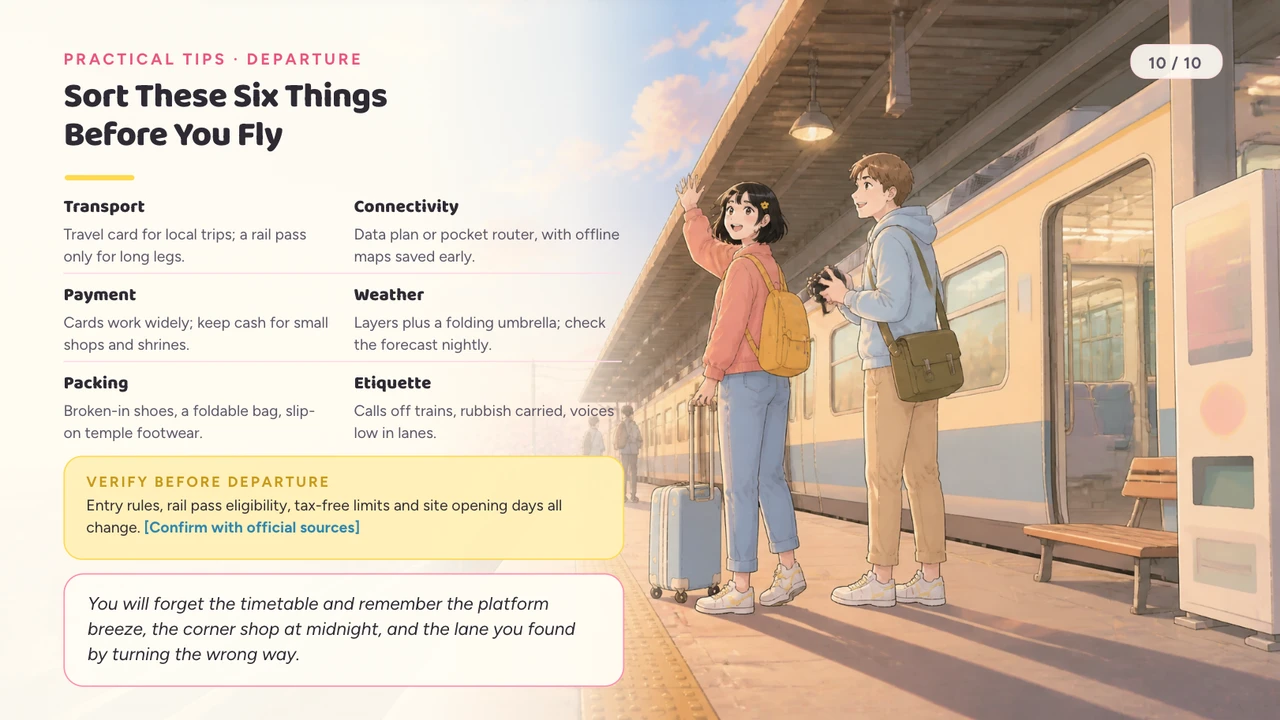 PRACTICAL TIPS · DEPARTURE
10 / 10
Sort These Six Things
Before You Fly
Transport
Travel card for local trips; a rail pass
only for long legs.
Connectivity
Data plan or pocket router, with offline
maps saved early.
Payment
Cards work widely; keep cash for small
shops and shrines.
Weather
Layers plus a folding umbrella; check
the forecast nightly.
Packing
Broken-in shoes, a foldable bag, slip-
on temple footwear.
Etiquette
Calls off trains, rubbish carried, voices
low in lanes.
VERIFY BEFORE DEPARTURE
Entry rules, rail pass eligibility, tax-free limits and site opening days all
change. [Confirm with official sources]
You will forget the timetable and remember the platform
breeze, the corner shop at midnight, and the lane you found
by turning the wrong way.